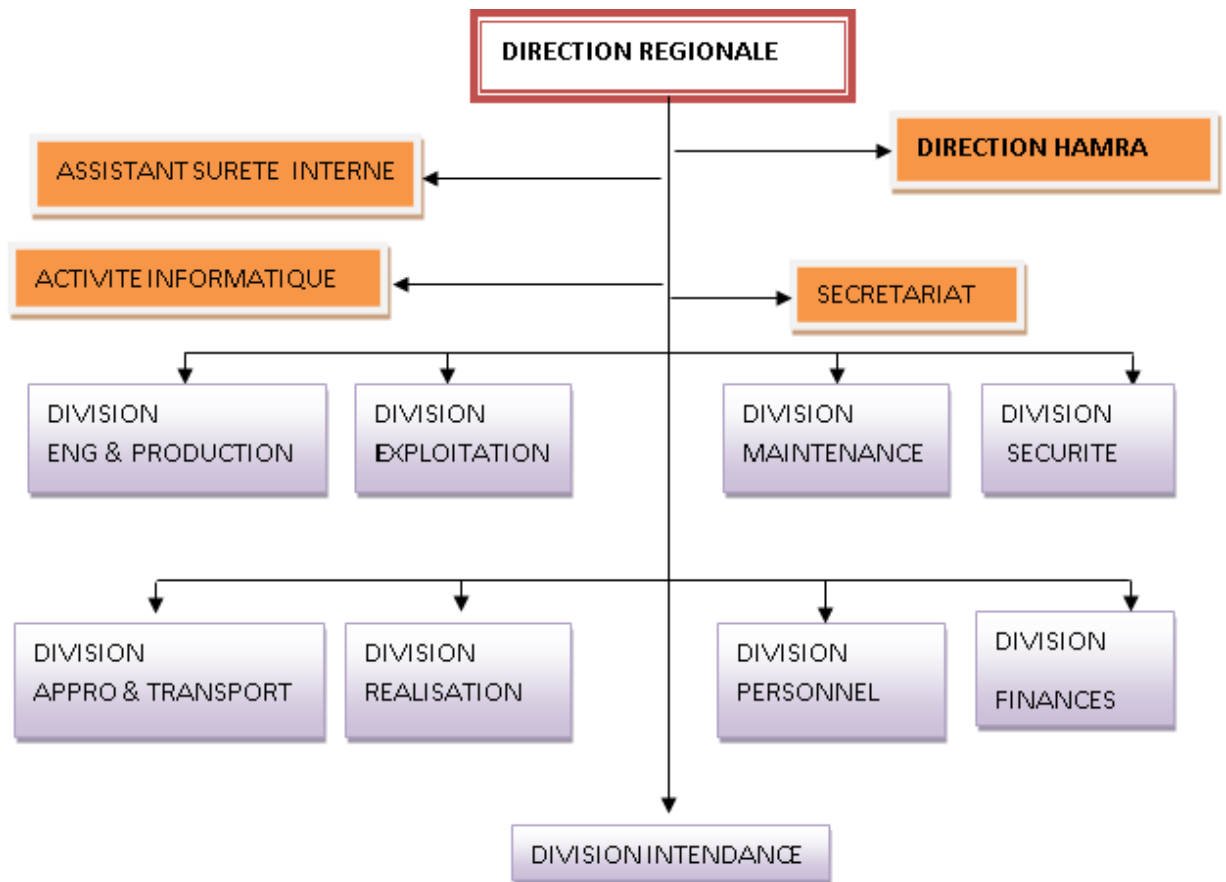 DIRECTION REGIONALE
DIRECTION HAMRA
ASSISTANT SURETE INTERNE
ACTIVITE INFORMATIQUE
SECRETARIAT
DIVISION
ENG & PRODUCTION
DIVISION
EXPLOITATION
DIVISION
MAINTENANCE
DIVISION
SECURITE
DIVISION
APPRO & TRANSPORT
DIVISION
REALISATION
DIVISION
PERSONNEL
DIVISION
FINANCES
DIVISION INTENDANCE